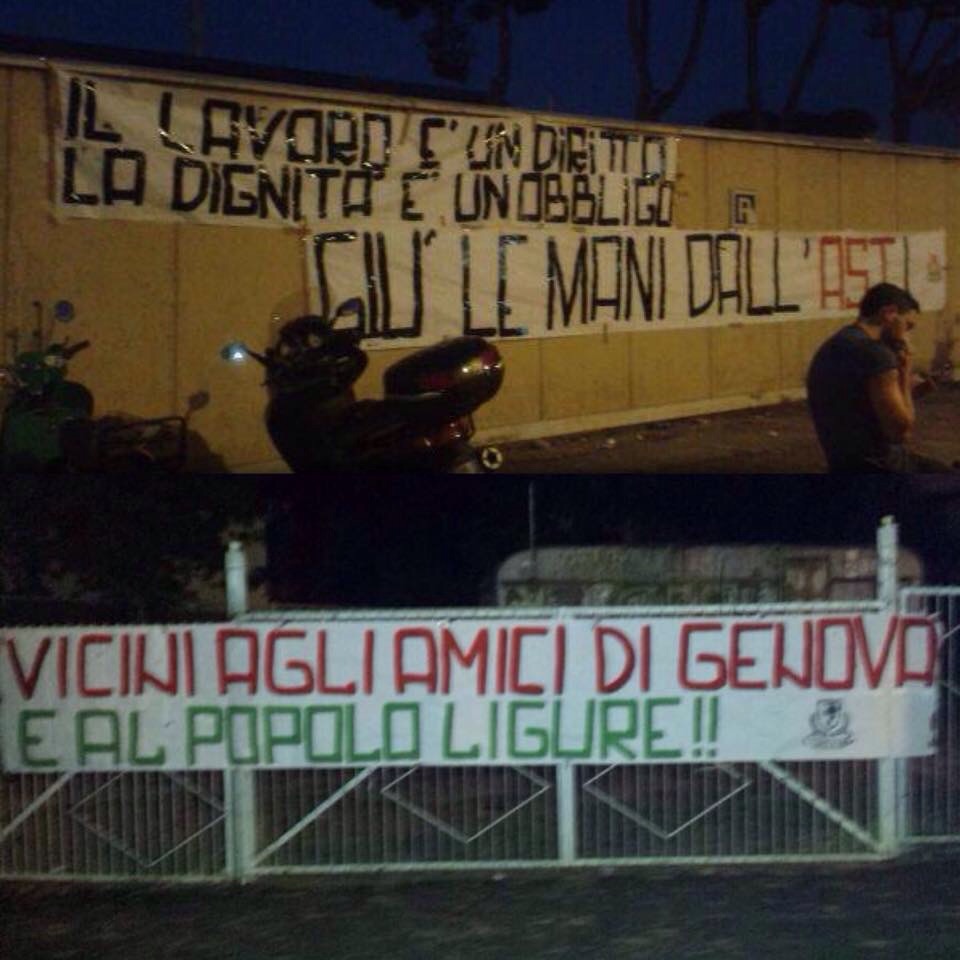 IL LAVORO E' UN DIRITTO
LA DIGNITA' E' UN OBBLIGO
GIU' LE MANI DALL'ASTI
VICINI AGLI AMICI DI GENOVA
E AL POPOLO LIGURE!!